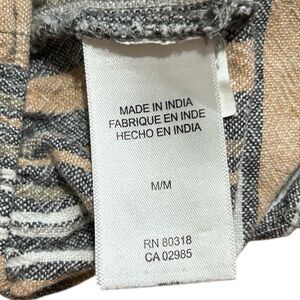 MADE IN INDIA
FABRIQUE EN INDE
HECHO EN INDIA
M/M
RN 80318
CA 02985